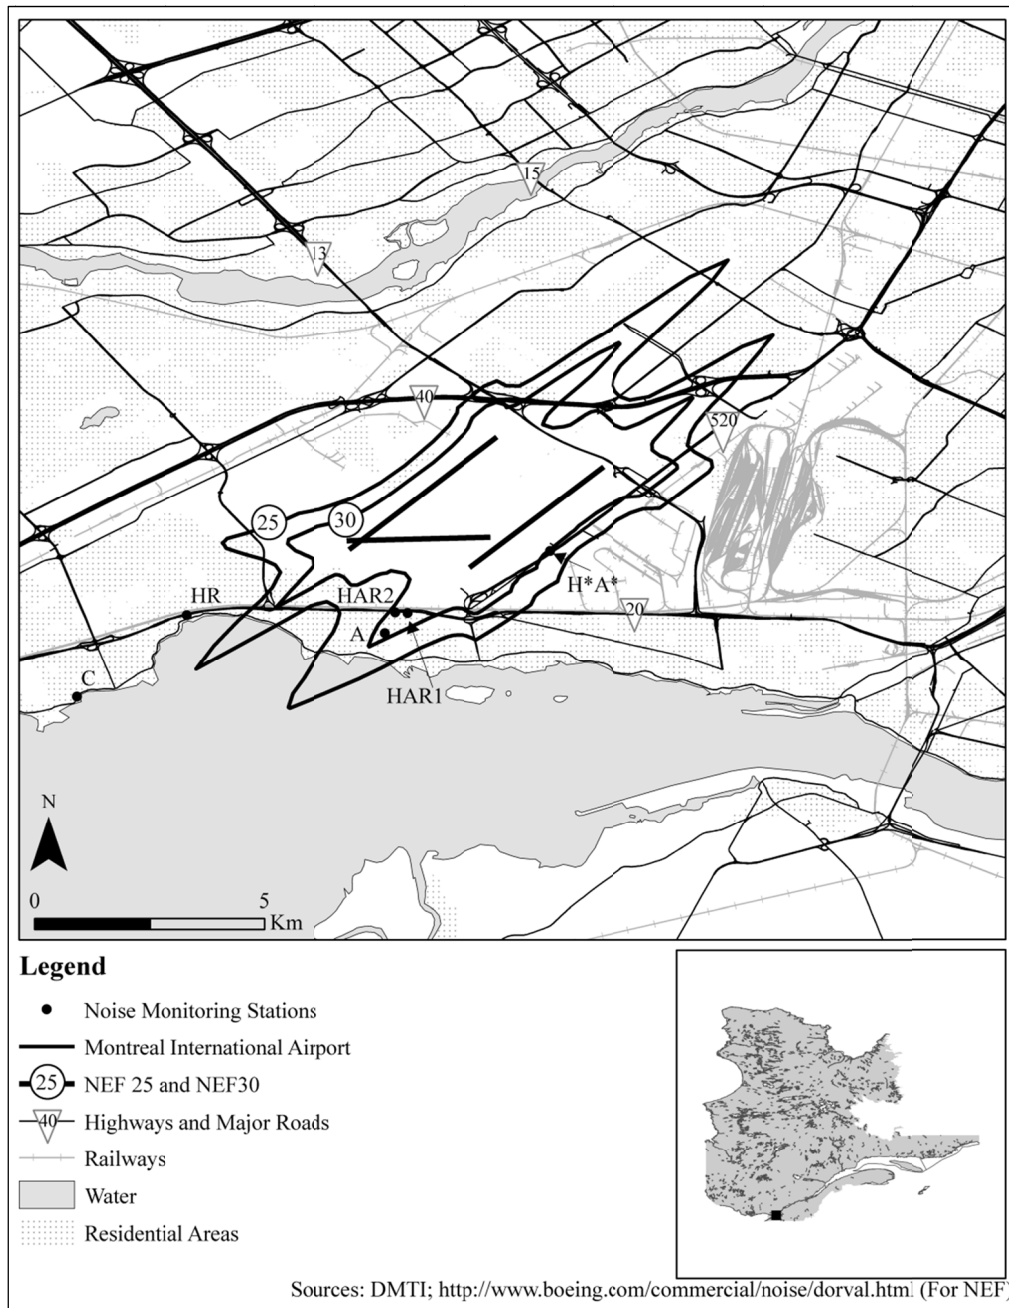 15
13
40
520
25
30
H*A*
HR
HAR2
20
A
C
HAR1
N
0 5
Km
Legend
Noise Monitoring Stations
Montreal International Airport
25 NEF 25 and NEF30
40 Highways and Major Roads
Railways
Water
Residential Areas
Sources: DMTI; http://www.boeing.com/commercial/noise/dorval.html (For NEF)